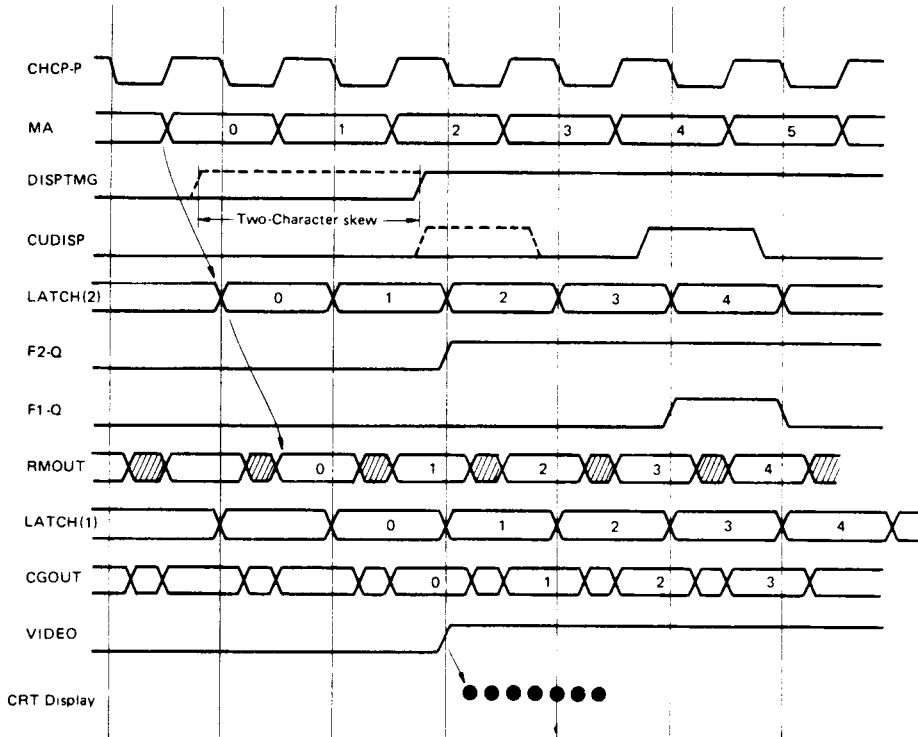 CHCP-P
MA 0 1 2 3 4 5
DISPTMG
Two-Character skew
CUDISP
LATCH(2) 0 1 2 3 4
F2-Q
F1-Q
RMOUT 0 1 2 3 4
LATCH(1) 0 1 2 3 4
CGOUT 0 1 2 3
VIDEO
CRT Display